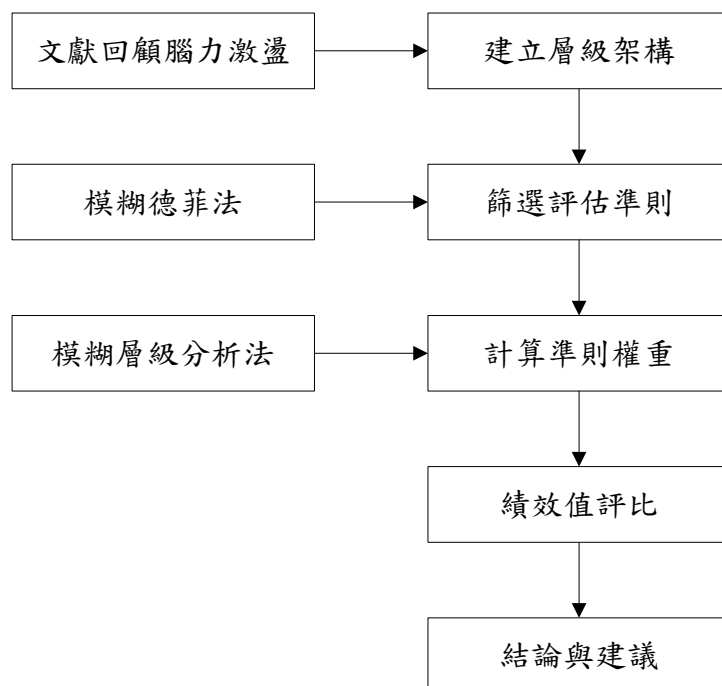 文獻回顧腦力激盪
建立層級架構
模糊德菲法
篩選評估準則
模糊層級分析法
計算準則權重
績效值評比
結論與建議